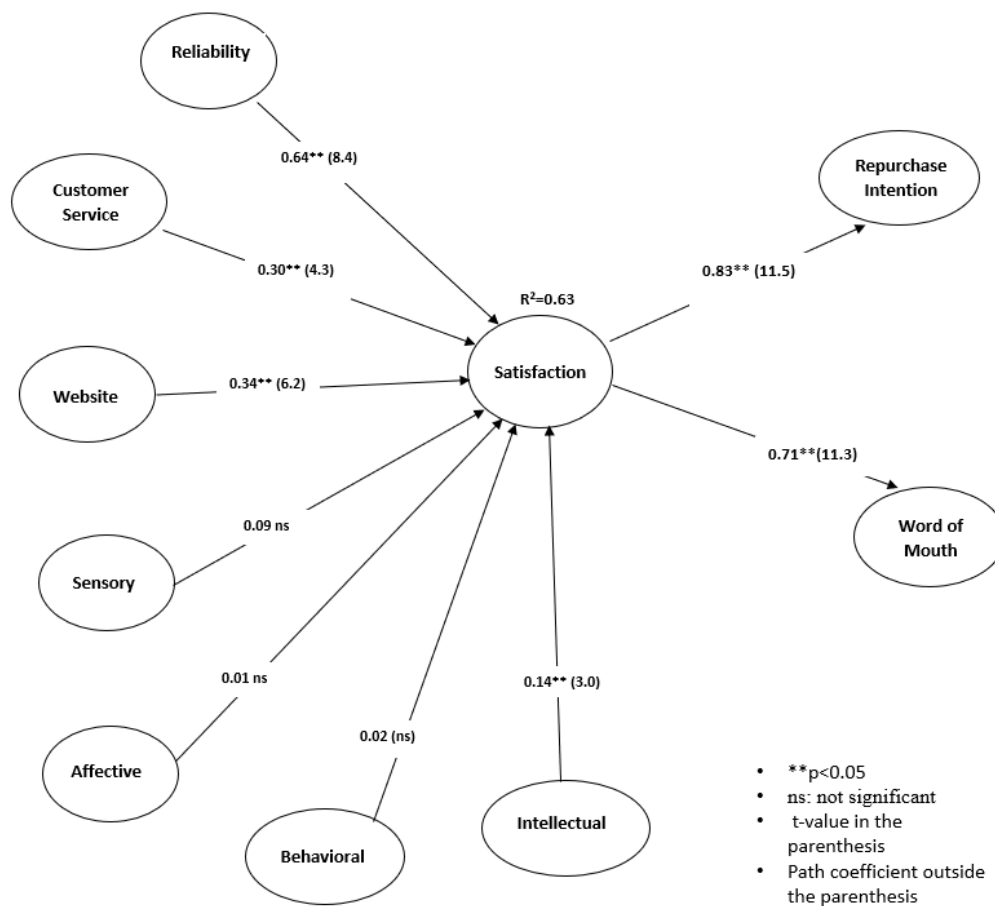 Reliability
0.64** (8.4)
Customer
Service
0.30** (4.3)
Repurchase
Intention
0.83** (11.5)
R²=0.63
Satisfaction
Website
0.34** (6.2)
0.71**(11.3)
Word of
Mouth
0.09 ns
Sensory
0.01 ns
Affective
0.02 (ns)
Behavioral
0.14** (3.0)
Intellectual
• **p<0.05
• ns: not significant
• t-value in the
parenthesis
• Path coefficient outside
the parenthesis